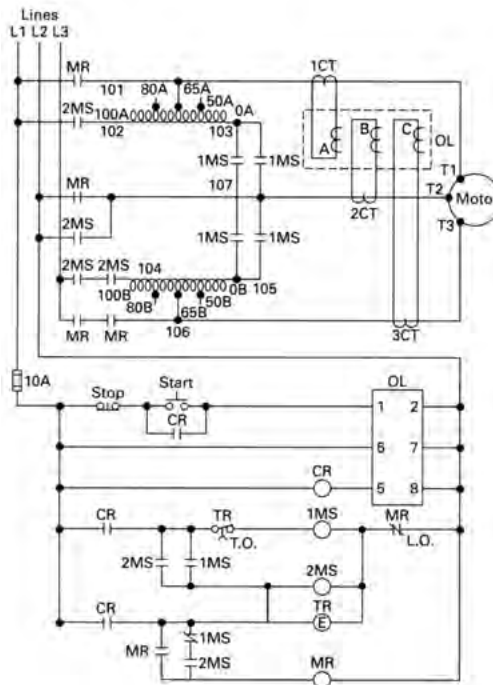 Lines
L1 L2 L3
MR
101
80A 65A 50A
1CT
2MS
100A
102
0A
103
A B C
OL
1MS 1MS
T1
107
MR
T2
Moto
2CT
2MS
1MS 1MS
T3
2MS 2MS 104
100B
0B 105
80B 65B 50B
MR MR
106
3CT
10A
Stop Start
OL
1 2
CR
6 7
CR
5 8
CR
TR
1MS
MR
T.O.
L.O.
2MS 1MS
2MS
CR
TR
E
1MS
MR
2MS
MR